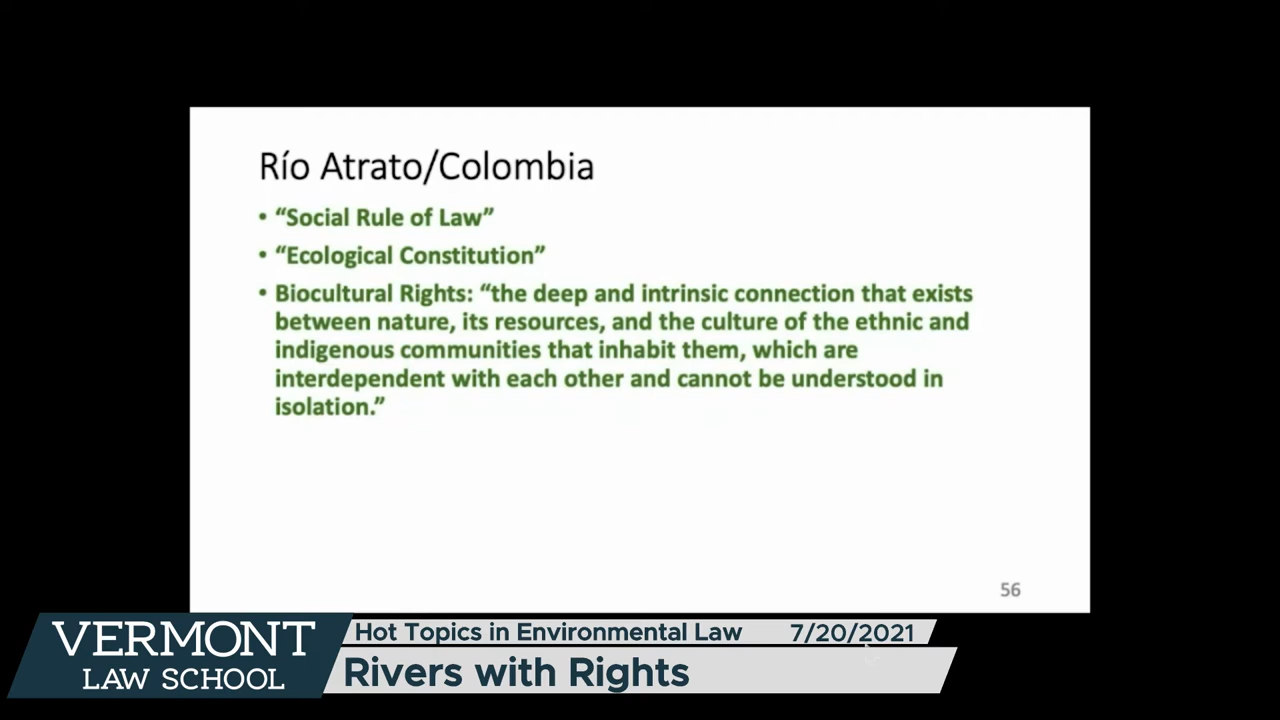 Río Atrato/Colombia
• “Social Rule of Law”
• “Ecological Constitution”
• Biocultural Rights: “the deep and intrinsic connection that exists
between nature, its resources, and the culture of the ethnic and
indigenous communities that inhabit them, which are
interdependent with each other and cannot be understood in
isolation.”
56
VERMONT
LAW SCHOOL
Hot Topics in Environmental Law
7/20/2021
Rivers with Rights